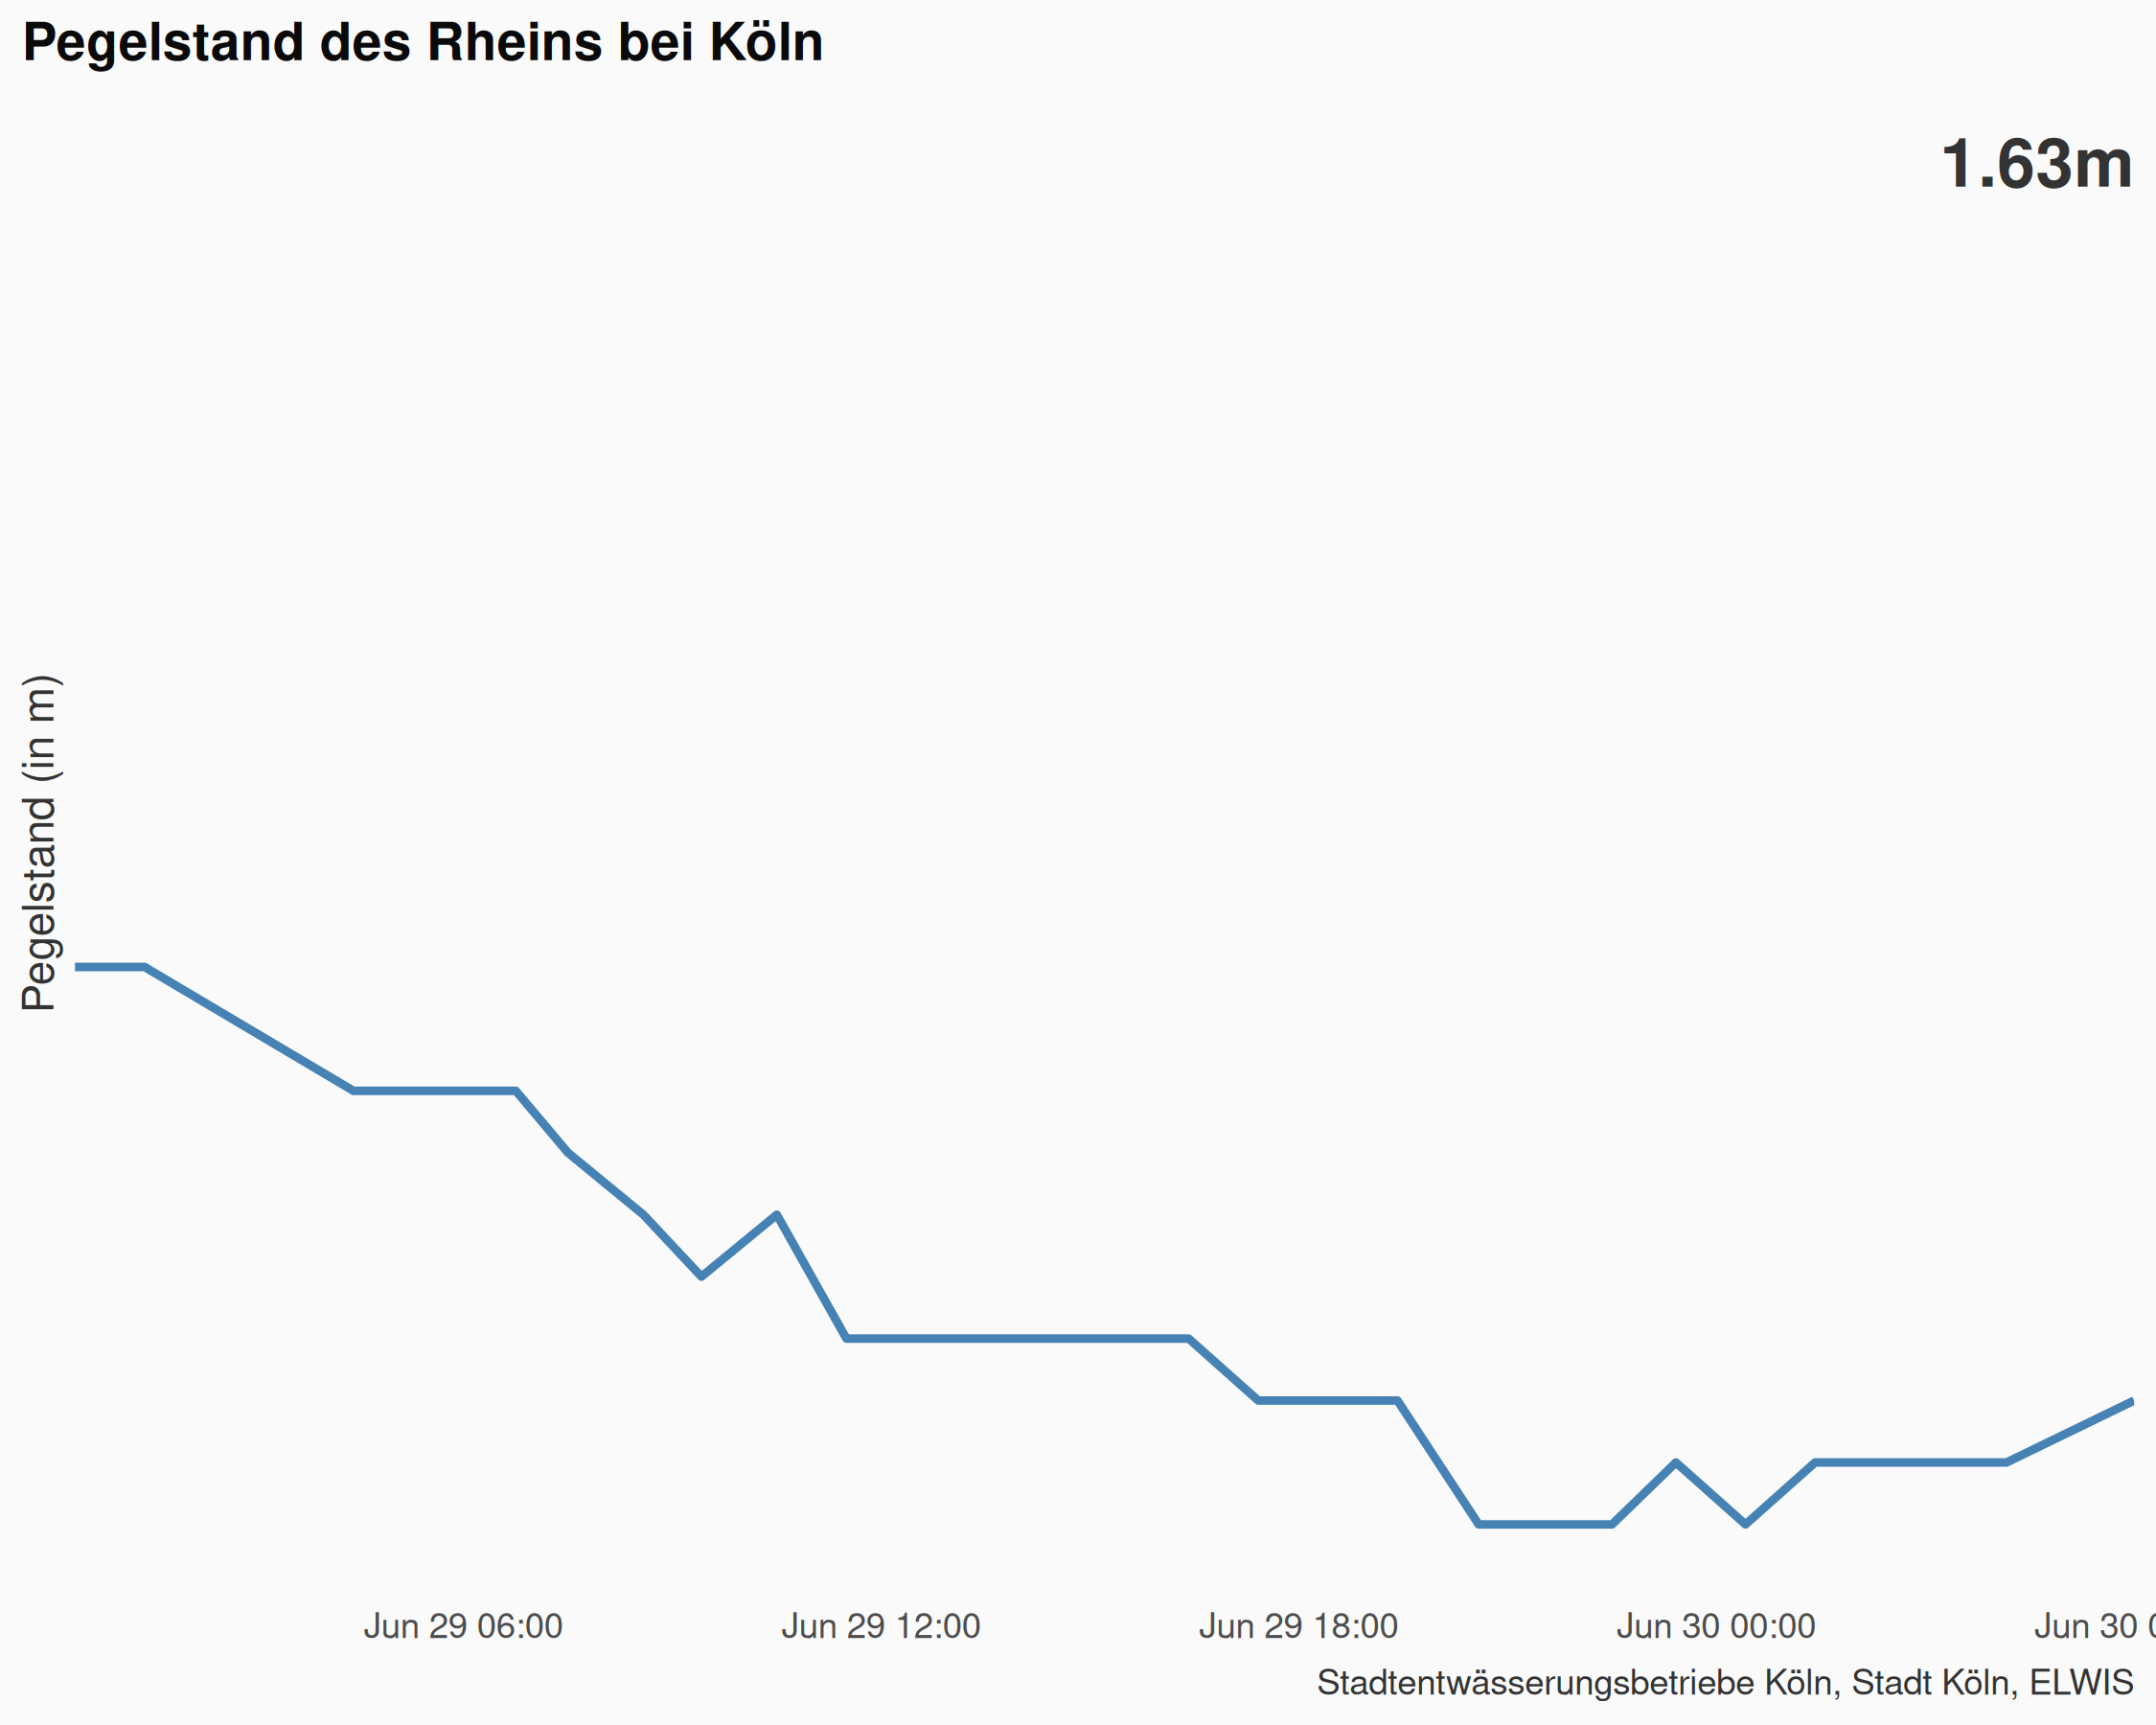 Pegelstand des Rheins bei Köln
1.63m
Pegelstand (in m)
Jun 29 06:00
Jun 29 12:00
Jun 29 18:00
Jun 30 00:00
Jun 30
Stadtentwässerungsbetriebe Köln, Stadt Köln, ELWIS